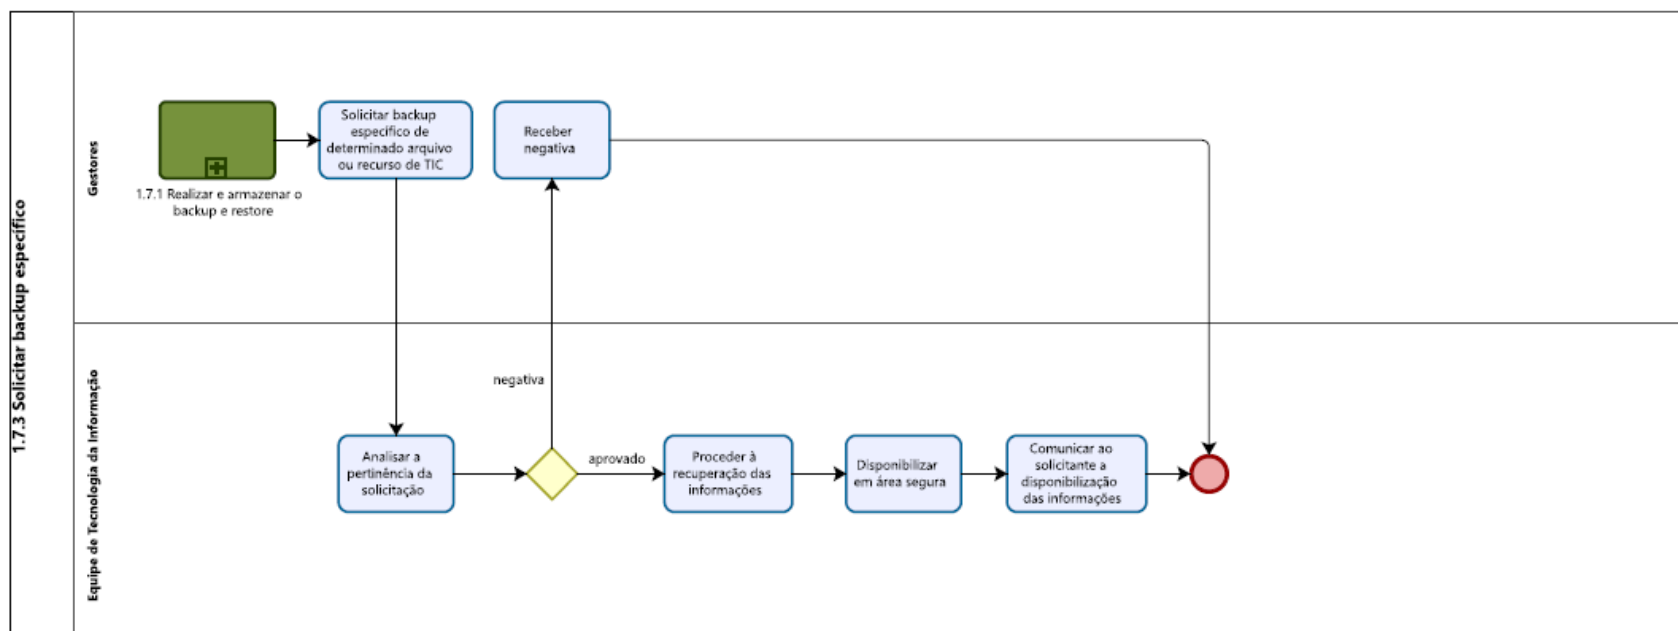 1.7.3 Solicitar backup específico
Gestores
1.7.1 Realizar e armazenar o
backup e restore
Solicitar backup
específico de
determinado arquivo
ou recurso de TIC
Receber
negativa
Equipe de Tecnologia da Informação
Analisar a
pertinência da
solicitação
negativa
aprovado
Proceder à
recuperação das
informações
Disponibilizar
em área segura
Comunicar ao
solicitante a
disponibilização
das informações